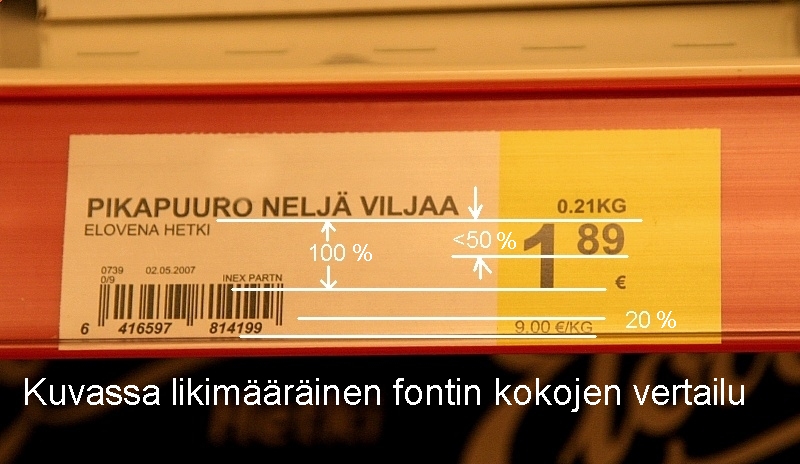 PIKAPUURO NELJÄ VILJAA
ELOVENA HETKI
0.21KG
100 %
<50 %
1 89
€
0739 02.05.2007
0/9
INEX PARTN
6 416597 814199
9.00 €/KG
20 %
Kuvassa likimääräinen fontin kokojen vertailu